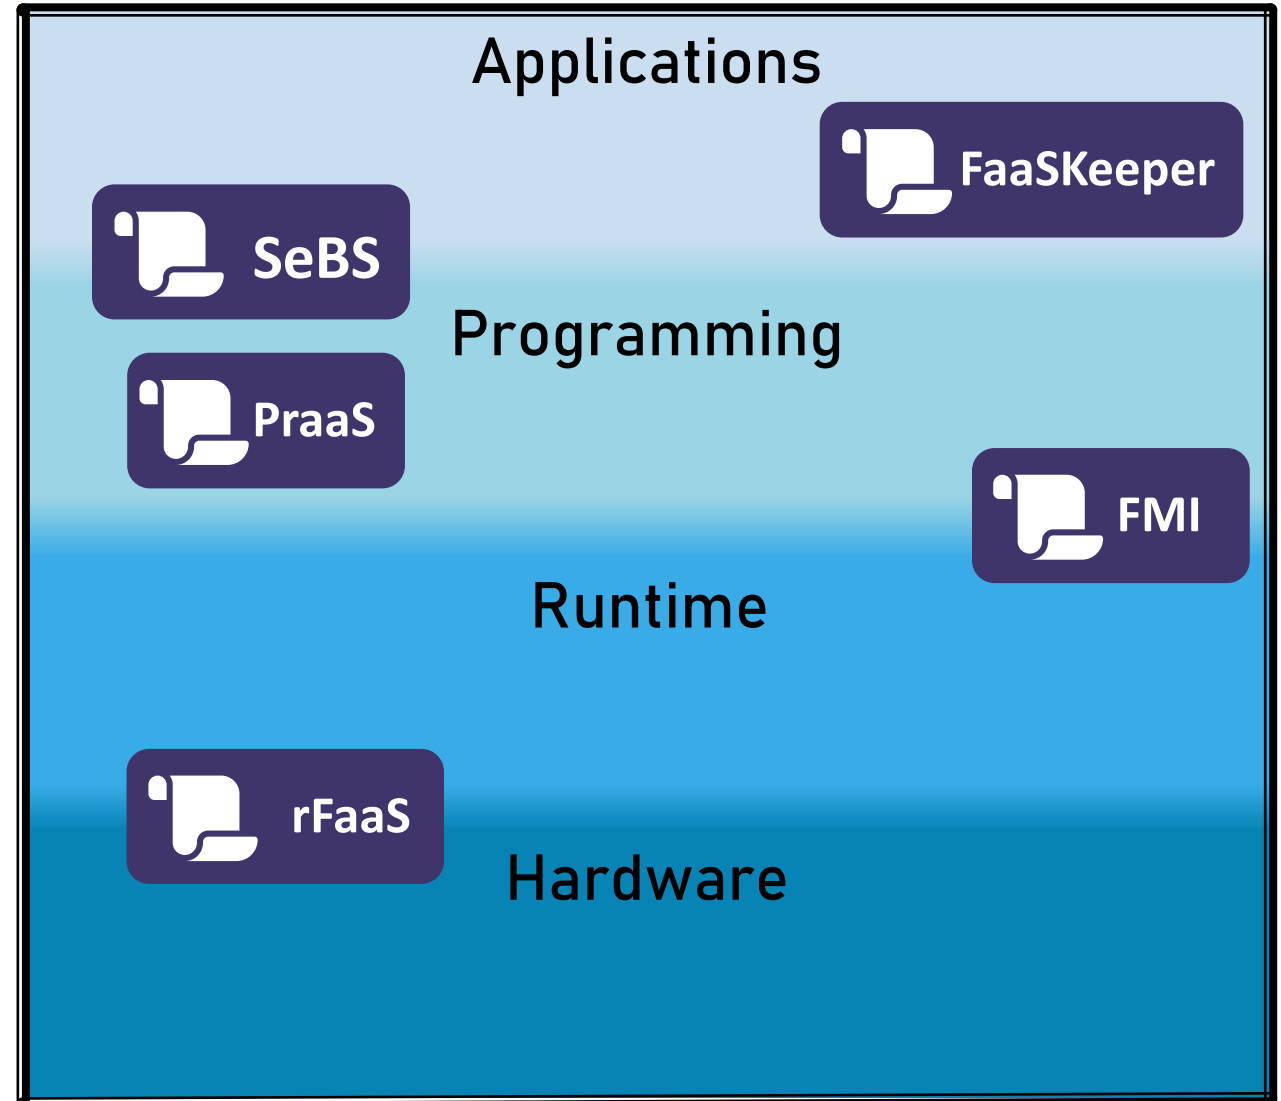 Applications
FaaSKeeper
SeBS
Programming
PraaS
FMI
Runtime
rFaaS
Hardware